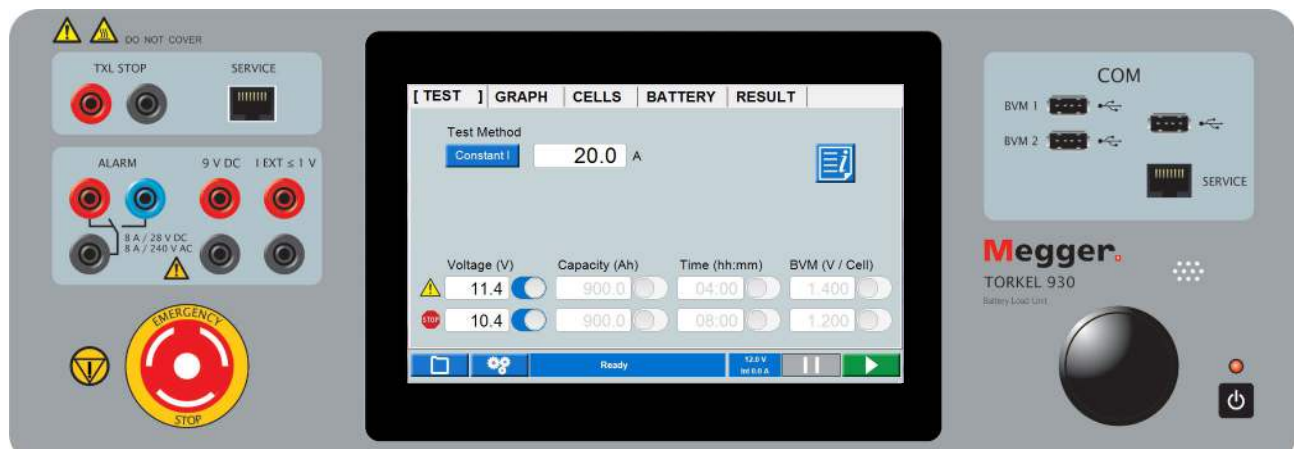 DO NOT COVER
TXL STOP
SERVICE
ALARM
9 V DC
I EXT ≤ 1 V
8 A / 28 V DC
8 A / 240 V AC
EMERGENCY
STOP
[ TEST ] GRAPH CELLS BATTERY RESULT
Test Method
Constant I 20.0 A
i
Voltage (V) Capacity (Ah) Time (hh:mm) BVM (V / Cell)
11.4 900.0 04:00 1.400
STOP 10.4 900.0 08:00 1.200
Ready
12.0 V
Int 0.0 A
COM
BVM 1
BVM 2
SERVICE
Megger.
TORKEL 930
Battery Load Unit